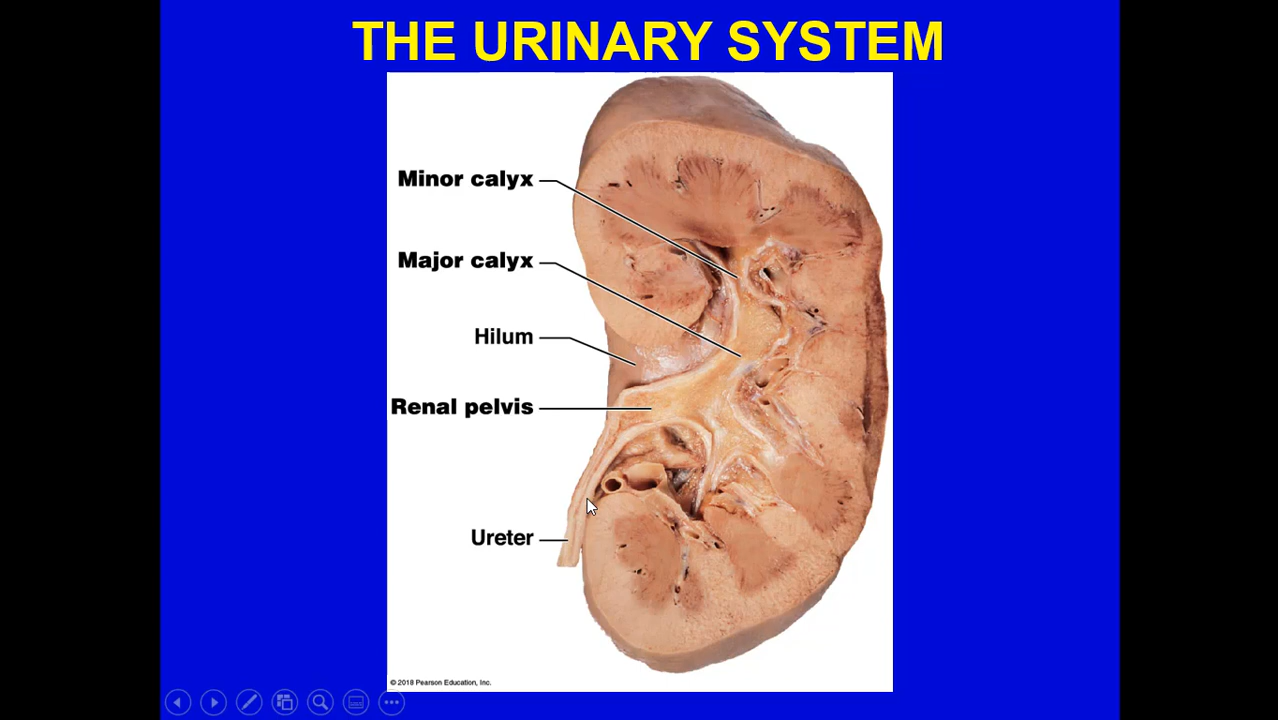 THE URINARY SYSTEM
Minor calyx
Major calyx
Hilum
Renal pelvis
Ureter
© 2018 Pearson Education, Inc.